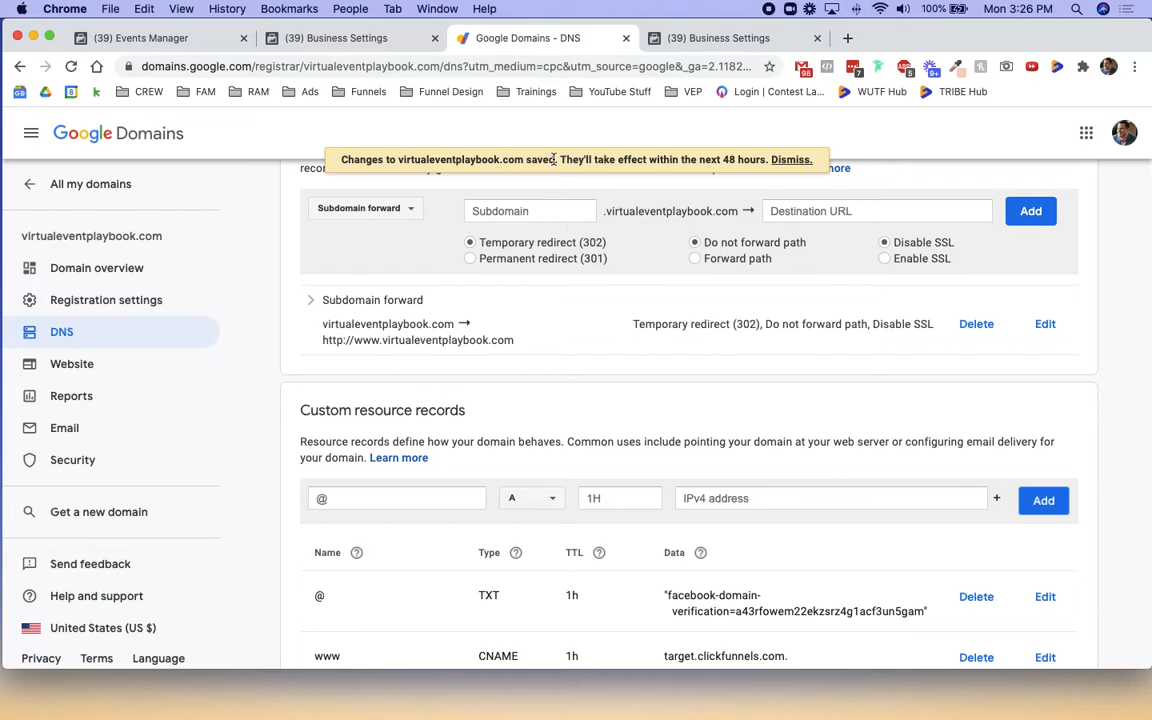 Chrome File Edit View History Bookmarks People Tab Window Help 100% Mon 3:26 PM
(39) Events Manager (39) Business Settings Google Domains - DNS (39) Business Settings
domains.google.com/registrar/virtualeventplaybook.com/dns?utm_medium=cpc&utm_source=google&_ga=2.1182... 98 7 5 9+
CREW FAM RAM Ads Funnels Funnel Design Trainings YouTube Stuff VEP Login | Contest La... WUTF Hub TRIBE Hub
Google Domains
Changes to virtualeventplaybook.com saved. They'll take effect within the next 48 hours. Dismiss.
All my domains
virtualeventplaybook.com
Domain overview
Registration settings
DNS
Website
Reports
Email
Security
Get a new domain
Send feedback
Help and support
United States (US $)
Privacy Terms Language
Subdomain forward Subdomain .virtualeventplaybook.com → Destination URL Add
Temporary redirect (302) Do not forward path Disable SSL
Permanent redirect (301) Forward path Enable SSL
Subdomain forward
virtualeventplaybook.com → Temporary redirect (302), Do not forward path, Disable SSL Delete Edit
http://www.virtualeventplaybook.com
Custom resource records
Resource records define how your domain behaves. Common uses include pointing your domain at your web server or configuring email delivery for
your domain. Learn more
@ A 1H IPv4 address + Add
Name Type TTL Data
@ TXT 1h "facebook-domain- Delete Edit
verification=a43rfowem22ekzsrz4g1acf3un5gam"
www CNAME 1h target.clickfunnels.com. Delete Edit